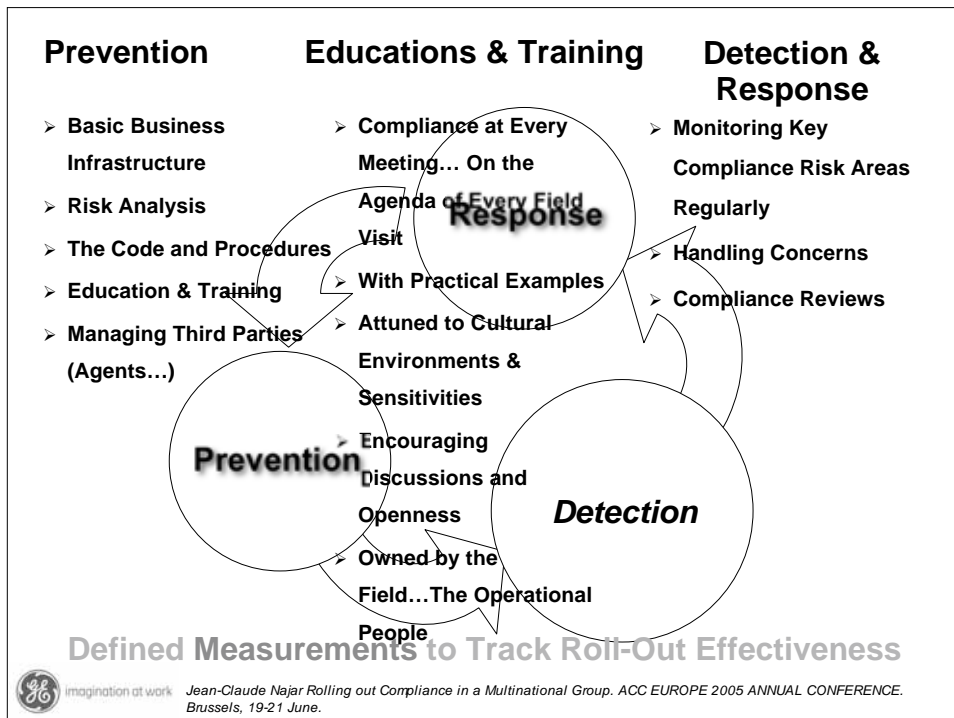 Prevention
Basic Business
Infrastructure
Risk Analysis
The Code and Procedures
Education & Training
Managing Third Parties
(Agents…)
Educations & Training
Compliance at Every
Meeting… On the
Agenda of Every Field
Visit
With Practical Examples
Attuned to Cultural
Environments &
Sensitivities
Encouraging
Discussions and
Openness
Owned by the
Field…The Operational
People
Detection &
Response
Monitoring Key
Compliance Risk Areas
Regularly
Handling Concerns
Compliance Reviews
Response
Prevention
Detection
Defined Measurements to Track Roll-Out Effectiveness
GE
imagination at work
Jean-Claude Najar Rolling out Compliance in a Multinational Group. ACC EUROPE 2005 ANNUAL CONFERENCE.
Brussels, 19-21 June.